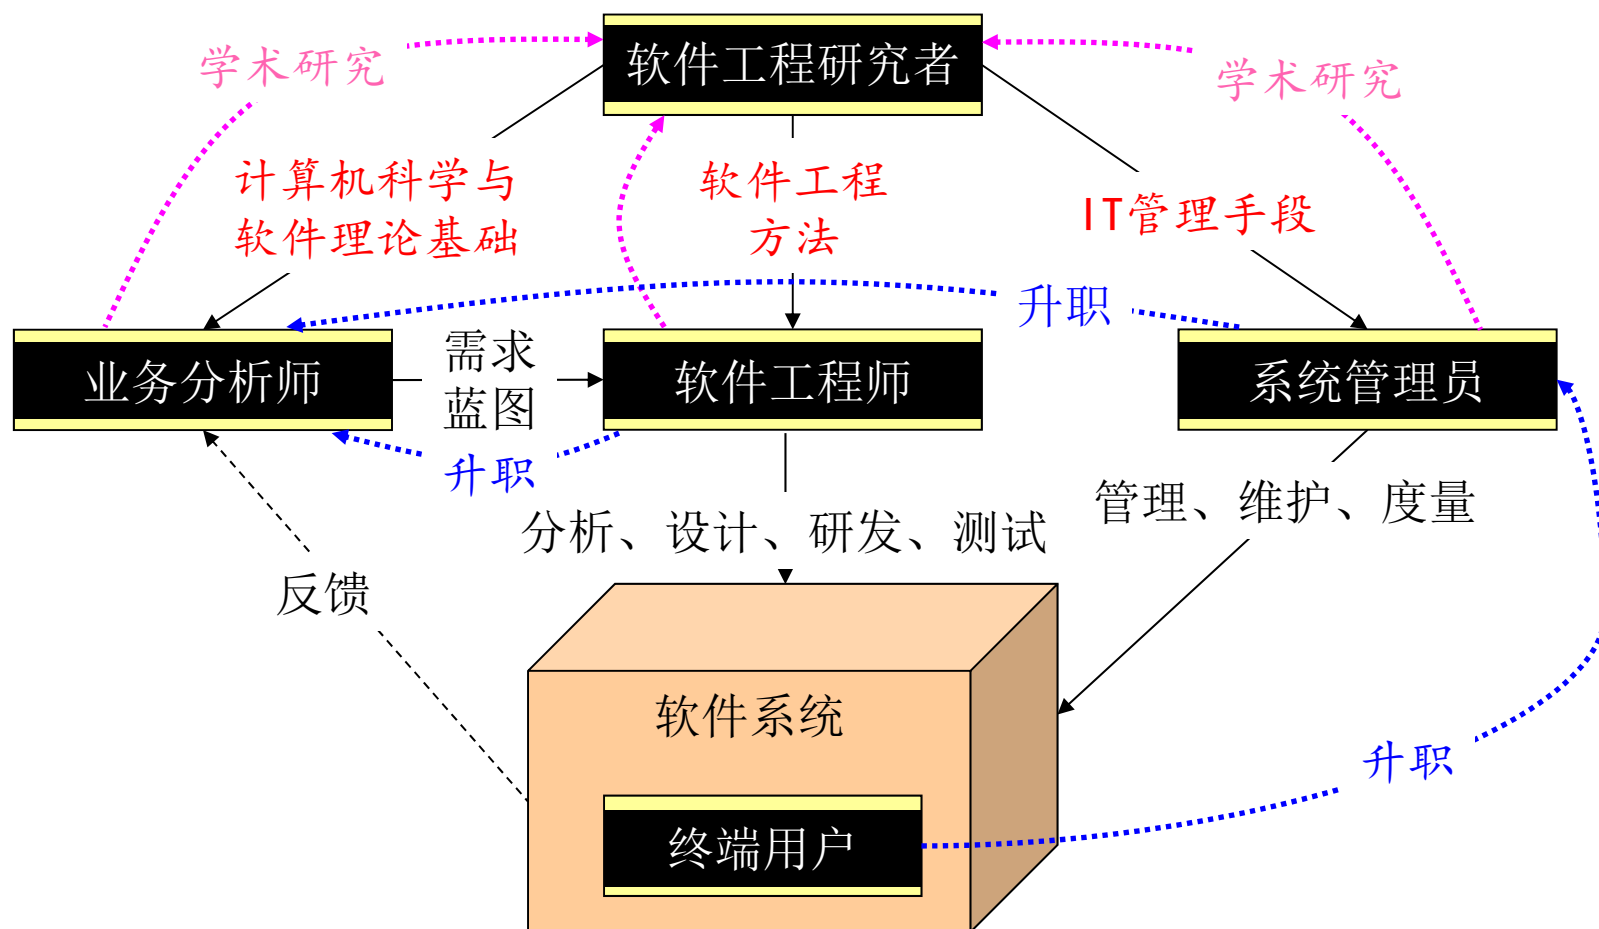 学术研究
软件工程研究者
学术研究
计算机科学与
软件理论基础
软件工程
方法
IT管理手段
升职
业务分析师
需求
蓝图
软件工程师
系统管理员
升职
分析、设计、研发、测试
管理、维护、度量
反馈
软件系统
升职
终端用户